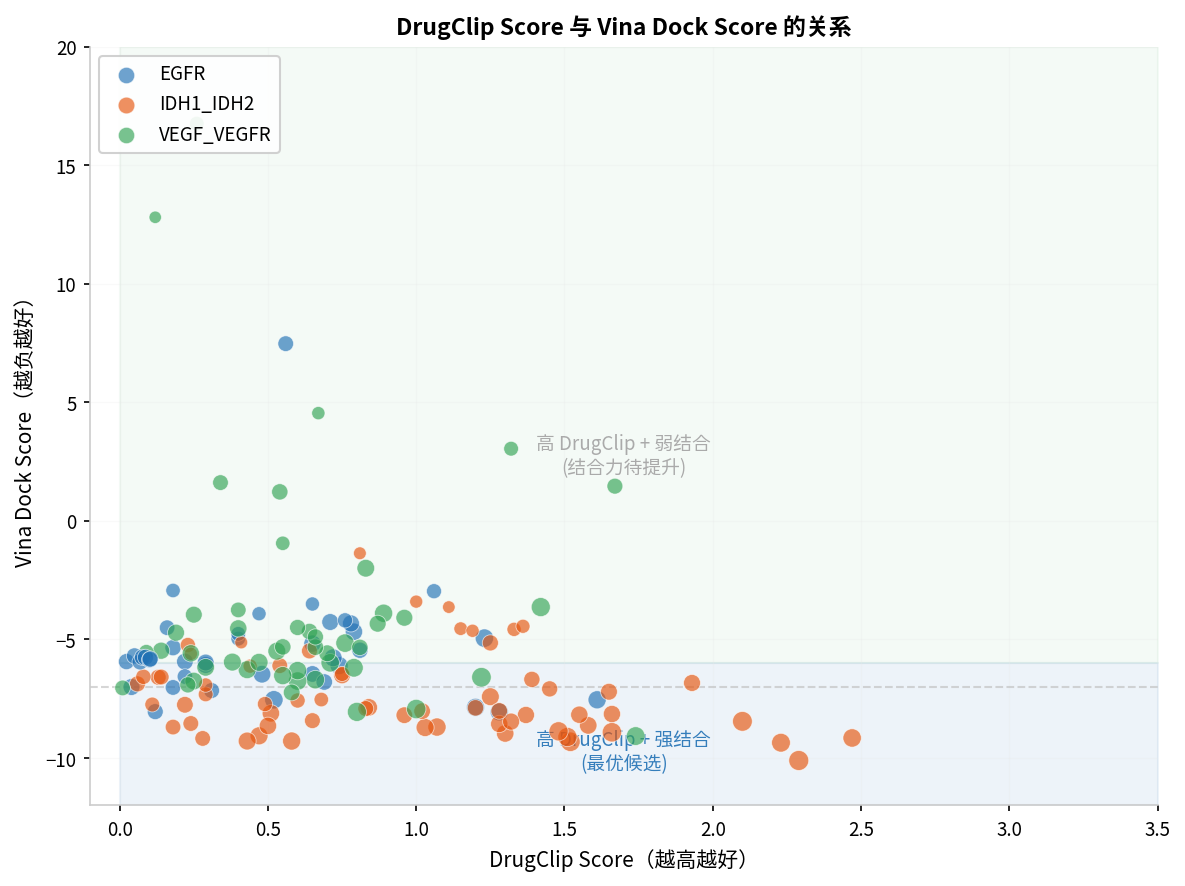 DrugClip Score 与 Vina Dock Score 的关系
EGFR
IDH1_IDH2
VEGF_VEGFR
20
15
10
5
0
−5
−10
Vina Dock Score（越负越好）
高 DrugClip + 弱结合
(结合力待提升)
高 DrugClip + 强结合
(最优候选)
0.0 0.5 1.0 1.5 2.0 2.5 3.0 3.5
DrugClip Score（越高越好）